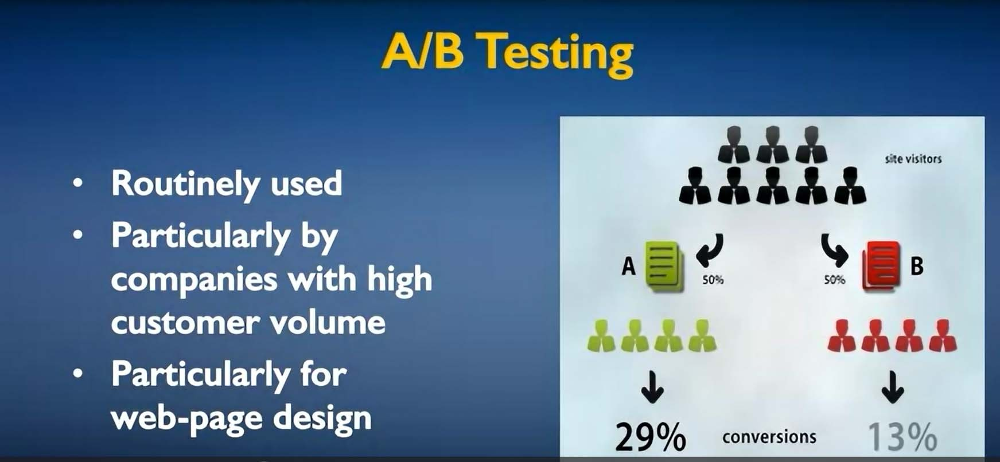 A/B Testing
• Routinely used
• Particularly by
companies with high
customer volume
• Particularly for
web-page design
site visitors
A
50%
50%
B
29%
conversions
13%